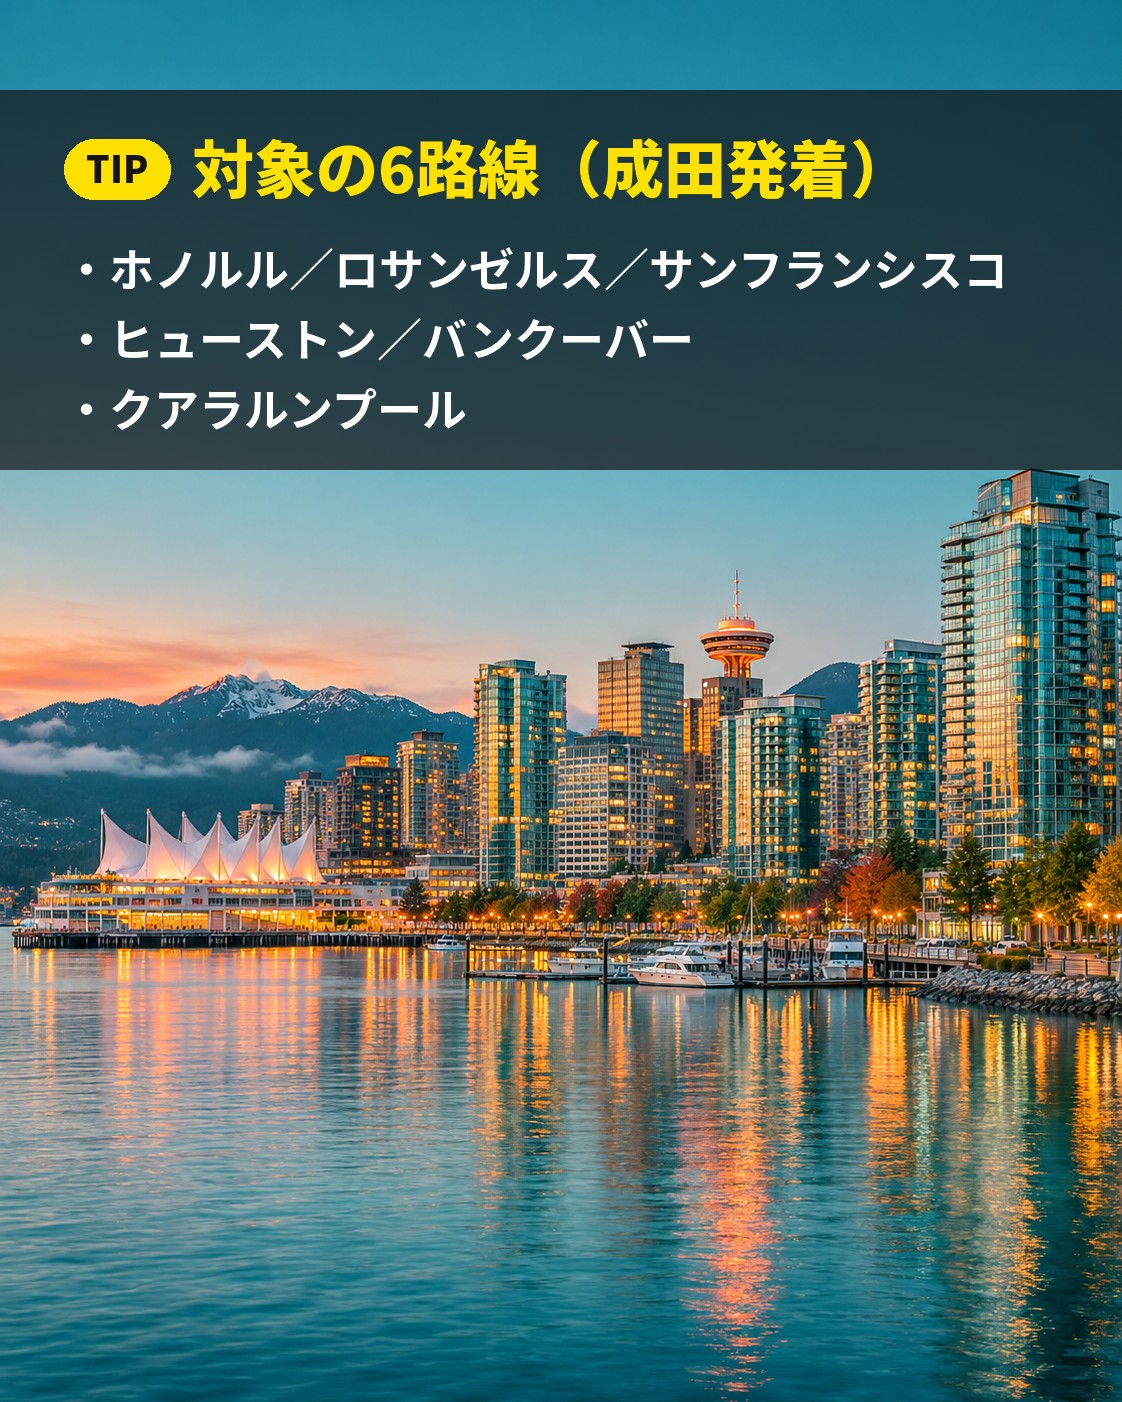 TIP 対象の6路線（成田発着）
・ホノルル／ロサンゼルス／サンフランシスコ
・ヒューストン／バンクーバー
・クアラルンプール